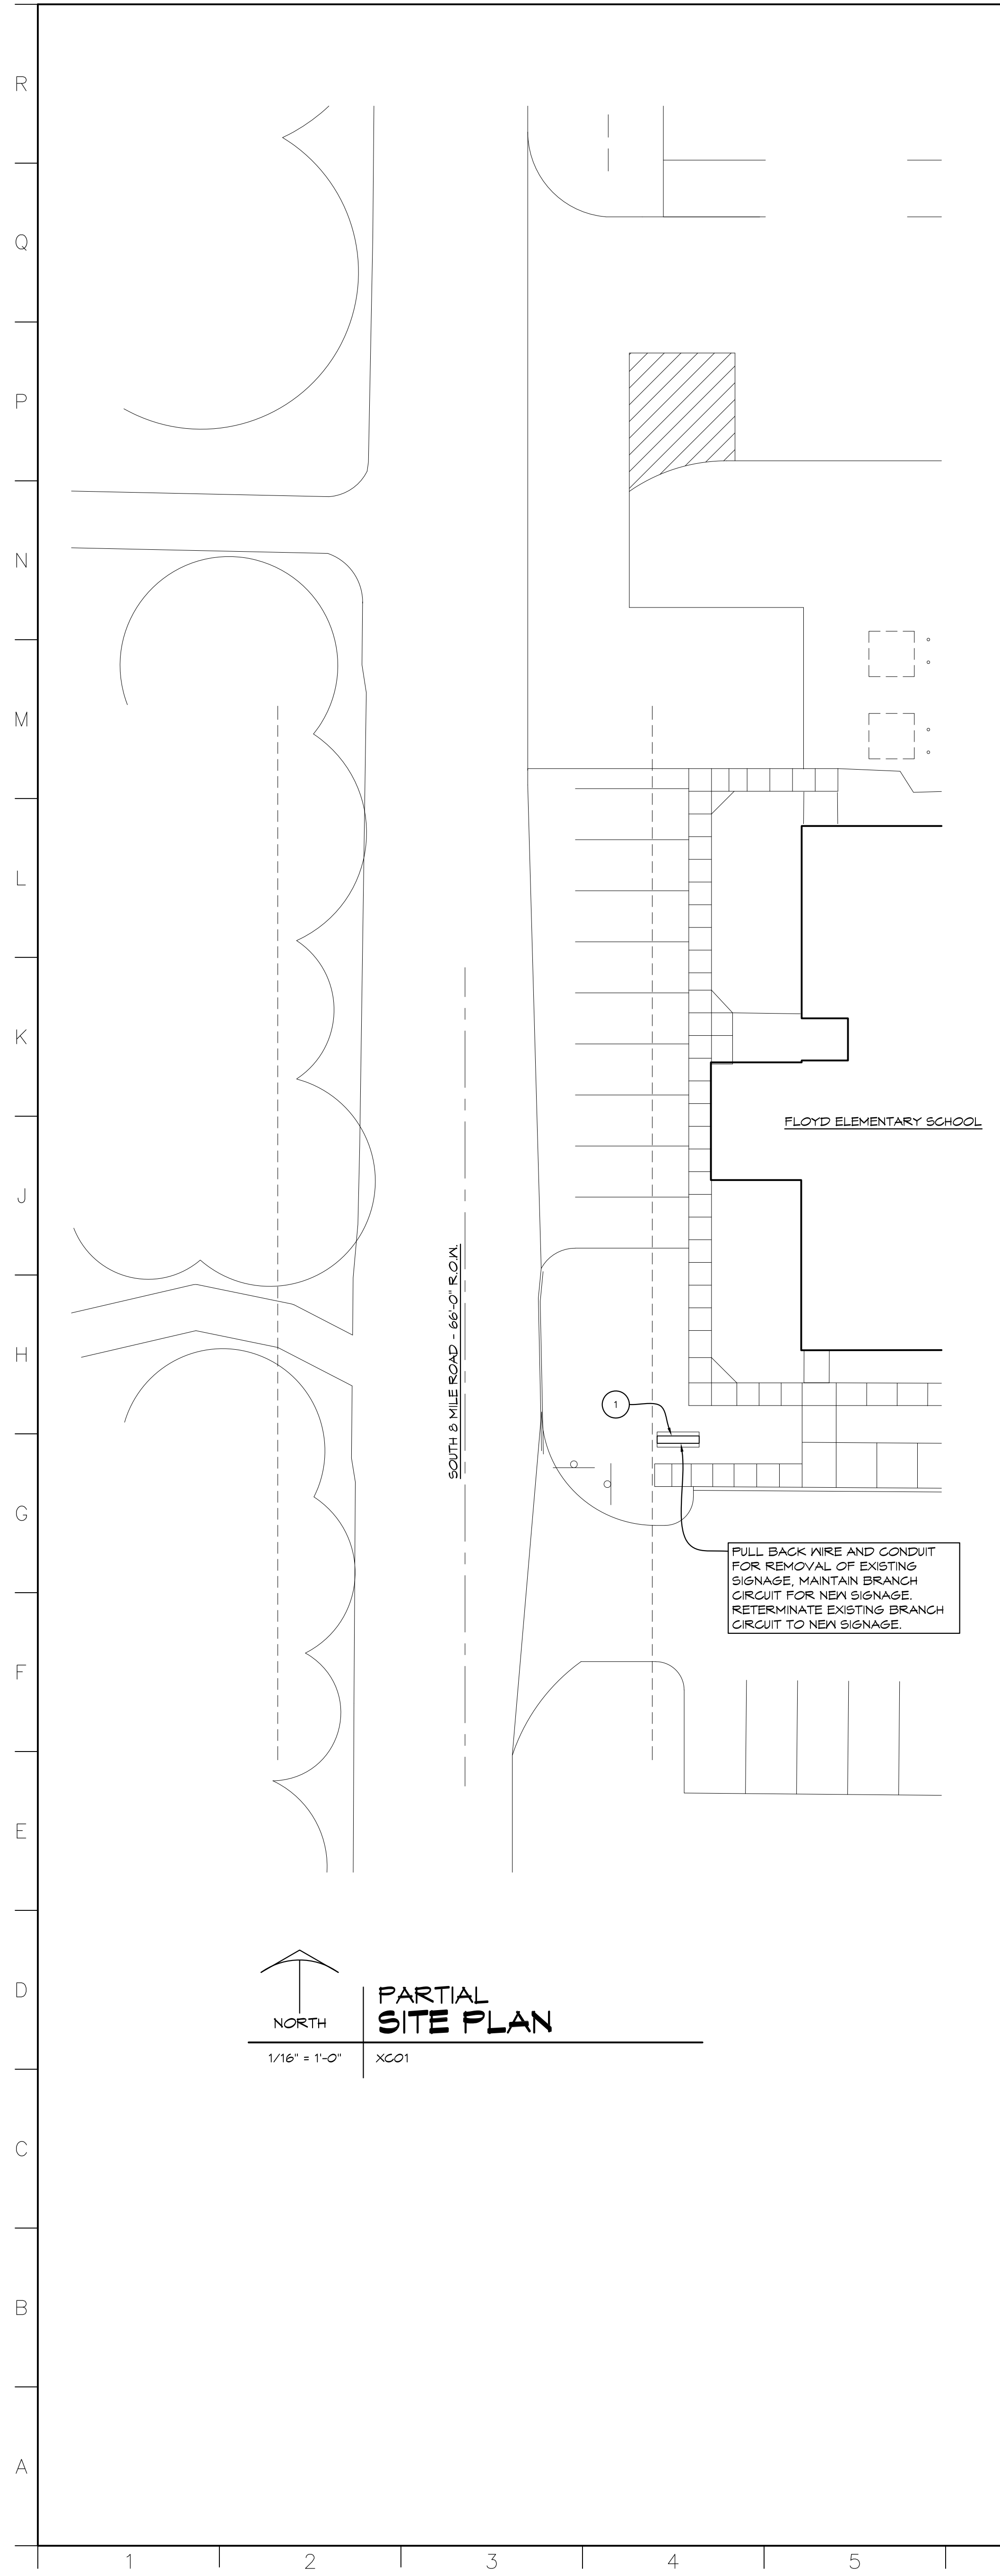 R
Q
P
N
M
L
K
J
H
G
F
E
D
C
B
A
FLOYD ELEMENTARY SCHOOL
SOUTH 8 MILE ROAD - 66'-0" R.O.W.
1
PULL BACK WIRE AND CONDUIT
FOR REMOVAL OF EXISTING
SIGNAGE, MAINTAIN BRANCH
CIRCUIT FOR NEW SIGNAGE.
RETERMINATE EXISTING BRANCH
CIRCUIT TO NEW SIGNAGE.
NORTH
PARTIAL
SITE PLAN
1/16" = 1'-0"
XC01
1 2 3 4 5